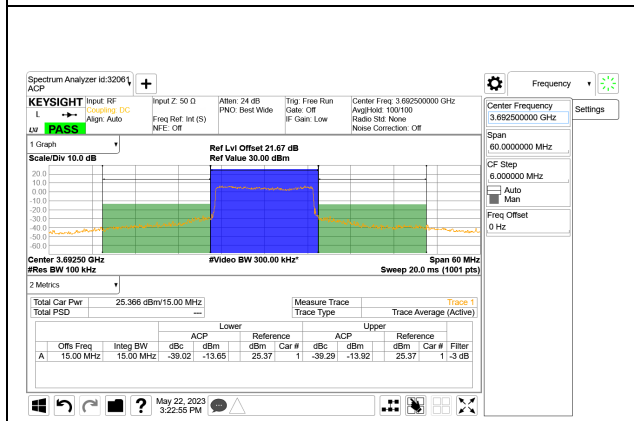 Spectrum Analyzer id:32061
ACP
Frequency
KEYSIGHT
L
LXI
PASS
Input: RF
Coupling: DC
Align: Auto
Input Z: 50 Ω
Freq Ref: Int (S)
NFE: Off
Atten: 24 dB
PNO: Best Wide
Trig: Free Run
Gate: Off
IF Gain: Low
Center Freq: 3.692500000 GHz
Avg|Hold: 100/100
Radio Std: None
Noise Correction: Off
Center Frequency
3.692500000 GHz
Settings
Span
60.0000000 MHz
CF Step
6.000000 MHz
Auto
Man
Freq Offset
0 Hz
1 Graph
Scale/Div 10.0 dB
Ref Lvl Offset 21.67 dB
Ref Value 30.00 dBm
20.0
10.0
0.00
-10.0
-20.0
-30.0
-40.0
-50.0
-60.0
Center 3.69250 GHz
#Video BW 300.00 kHz*
Span 60 MHz
#Res BW 100 kHz
Sweep 20.0 ms (1001 pts)
2 Metrics
Total Car Pwr 25.366 dBm/15.00 MHz Measure Trace Trace 1
Total PSD --- Trace Type Trace Average (Active)
Lower Upper
ACP Reference ACP Reference
Offs Freq Integ BW dBc dBm dBm Car # dBc dBm dBm Car # Filter
A 15.00 MHz 15.00 MHz -39.02 -13.65 25.37 1 -39.29 -13.92 25.37 1 -3 dB
?
May 22, 2023
3:22:55 PM